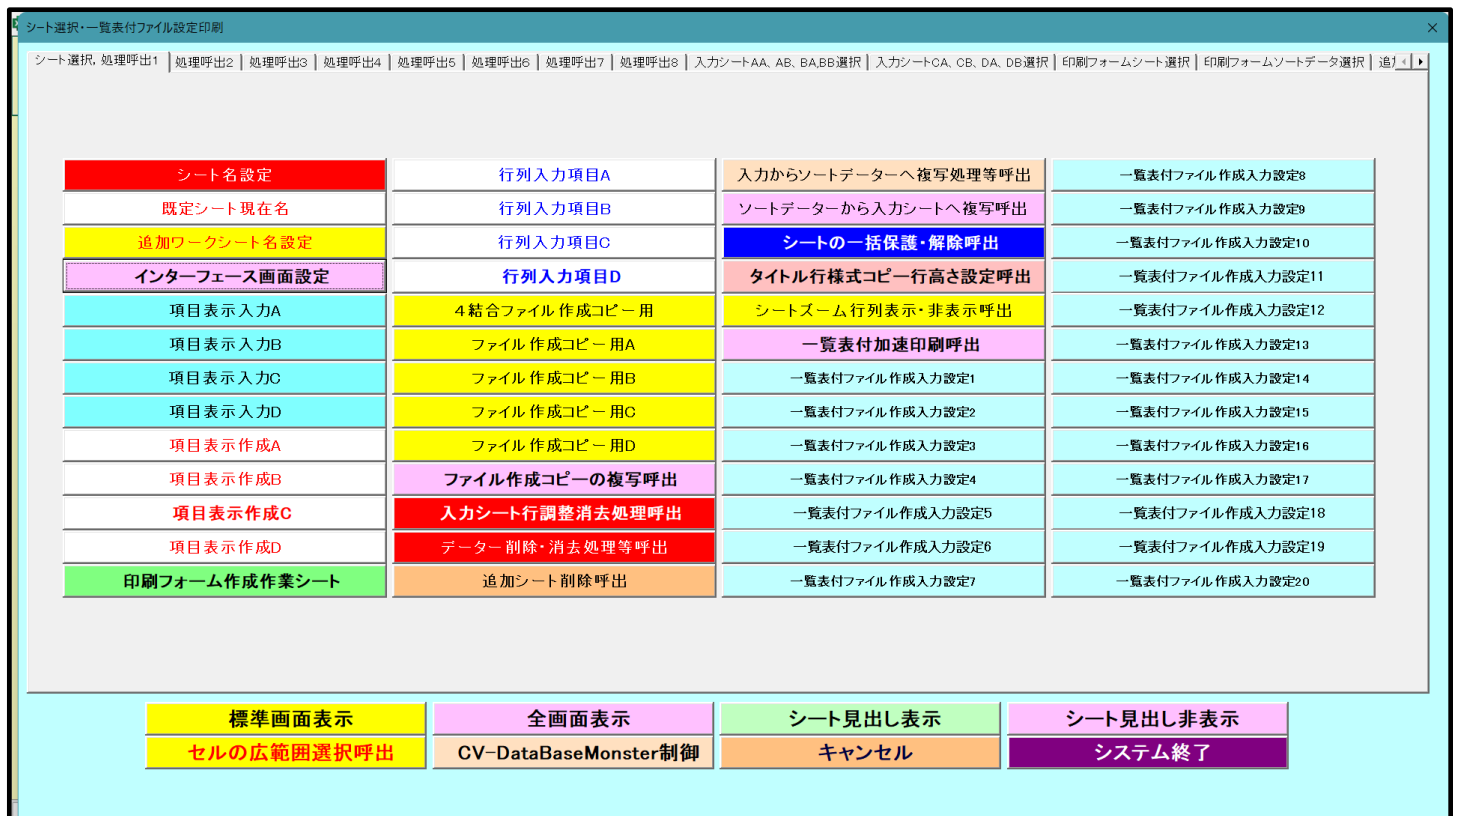 シート選択・一覧表付ファイル設定印刷
シート選択, 処理呼出1 処理呼出2 処理呼出3 処理呼出4 処理呼出5 処理呼出6 処理呼出7 処理呼出8 入力シートAA、AB、BA,BB選択 入力シートCA、CB、DA、DB選択 印刷フォームシート選択 印刷フォームソートデータ選択
シート名設定 行列入力項目A 入力からソートデーターへ複写処理等呼出 一覧表付ファイル作成入力設定8
既定シート現在名 行列入力項目B ソートデーターから入力シートへ複写呼出 一覧表付ファイル作成入力設定9
追加ワークシート名設定 行列入力項目C シートの一括保護・解除呼出 一覧表付ファイル作成入力設定10
インターフェース画面設定 行列入力項目D タイトル行様式コピー行高さ設定呼出 一覧表付ファイル作成入力設定11
項目表示入力A 4結合ファイル作成コピー用 シートズーム行列表示・非表示呼出 一覧表付ファイル作成入力設定12
項目表示入力B ファイル作成コピー用A 一覧表付加速印刷呼出 一覧表付ファイル作成入力設定13
項目表示入力C ファイル作成コピー用B 一覧表付ファイル作成入力設定1 一覧表付ファイル作成入力設定14
項目表示入力D ファイル作成コピー用C 一覧表付ファイル作成入力設定2 一覧表付ファイル作成入力設定15
項目表示作成A ファイル作成コピー用D 一覧表付ファイル作成入力設定3 一覧表付ファイル作成入力設定16
項目表示作成B ファイル作成コピーの複写呼出 一覧表付ファイル作成入力設定4 一覧表付ファイル作成入力設定17
項目表示作成C 入力シート行調整消去処理呼出 一覧表付ファイル作成入力設定5 一覧表付ファイル作成入力設定18
項目表示作成D データー削除・消去処理等呼出 一覧表付ファイル作成入力設定6 一覧表付ファイル作成入力設定19
印刷フォーム作成作業シート 追加シート削除呼出 一覧表付ファイル作成入力設定7 一覧表付ファイル作成入力設定20
標準画面表示 全画面表示 シート見出し表示 シート見出し非表示
セルの広範囲選択呼出 CV-DataBaseMonster制御 キャンセル システム終了